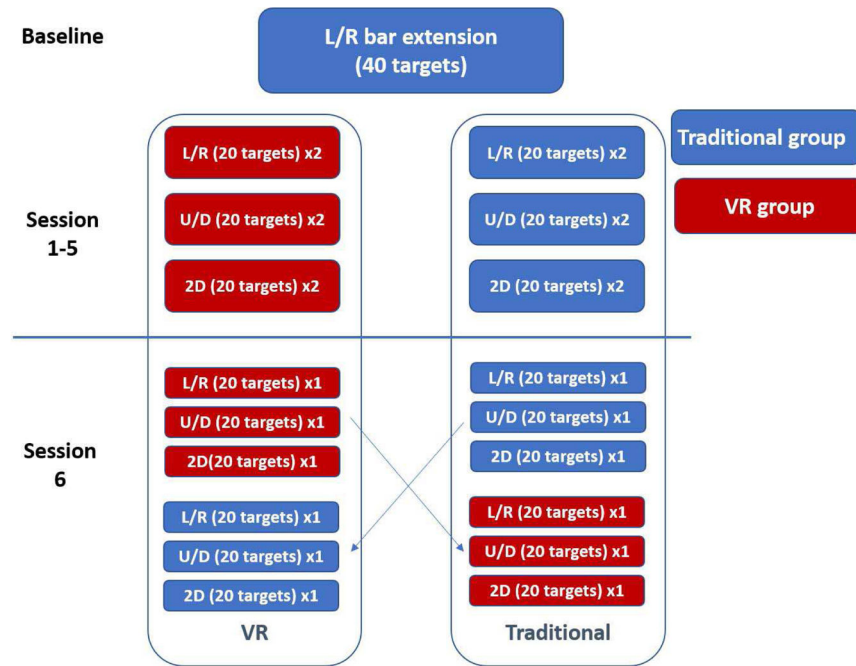 Baseline
L/R bar extension
(40 targets)
Traditional group
VR group
Session
1-5
L/R (20 targets) x2
U/D (20 targets) x2
2D (20 targets) x2
L/R (20 targets) x2
U/D (20 targets) x2
2D (20 targets) x2
Session
6
L/R (20 targets) x1
U/D (20 targets) x1
2D(20 targets) x1
L/R (20 targets) x1
U/D (20 targets) x1
2D (20 targets) x1
VR
L/R (20 targets) x1
U/D (20 targets) x1
2D (20 targets) x1
L/R (20 targets) x1
U/D (20 targets) x1
2D (20 targets) x1
Traditional